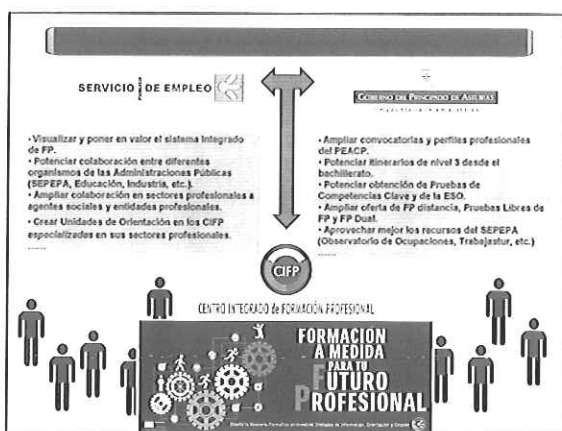 SERVICIO PÚBLICO DE EMPLEO
GOBIERNO DEL PRINCIPADO DE ASTURIAS
• Visualizar y poner en valor el sistema integrado
de FP.
• Potenciar colaboración entre diferentes
organismos de las Administraciones Públicas
(SEPEPA, Educación, Industria, etc.).
• Ampliar colaboración en sectores profesionales a
agentes sociales y entidades profesionales.
• Crear Unidades de Orientación en los CIFP
especializadas en sus sectores profesionales.
......
• Ampliar convocatorias y perfiles profesionales
del PEACP.
• Potenciar itinerarios de nivel 3 desde el
bachillerato.
• Potenciar obtención de Pruebas de
Competencias Clave y de la ESO.
• Ampliar oferta de FP distancia, Pruebas Libres de
FP y FP Dual.
• Aprovechar mejor los recursos del SEPEPA
(Observatorio de Ocupaciones, Trabajastur, etc.)
......
CIFP
CENTRO INTEGRADO de FORMACIÓN PROFESIONAL
FORMACIÓN
A MEDIDA
PARA TU
FUTURO
PROFESIONAL